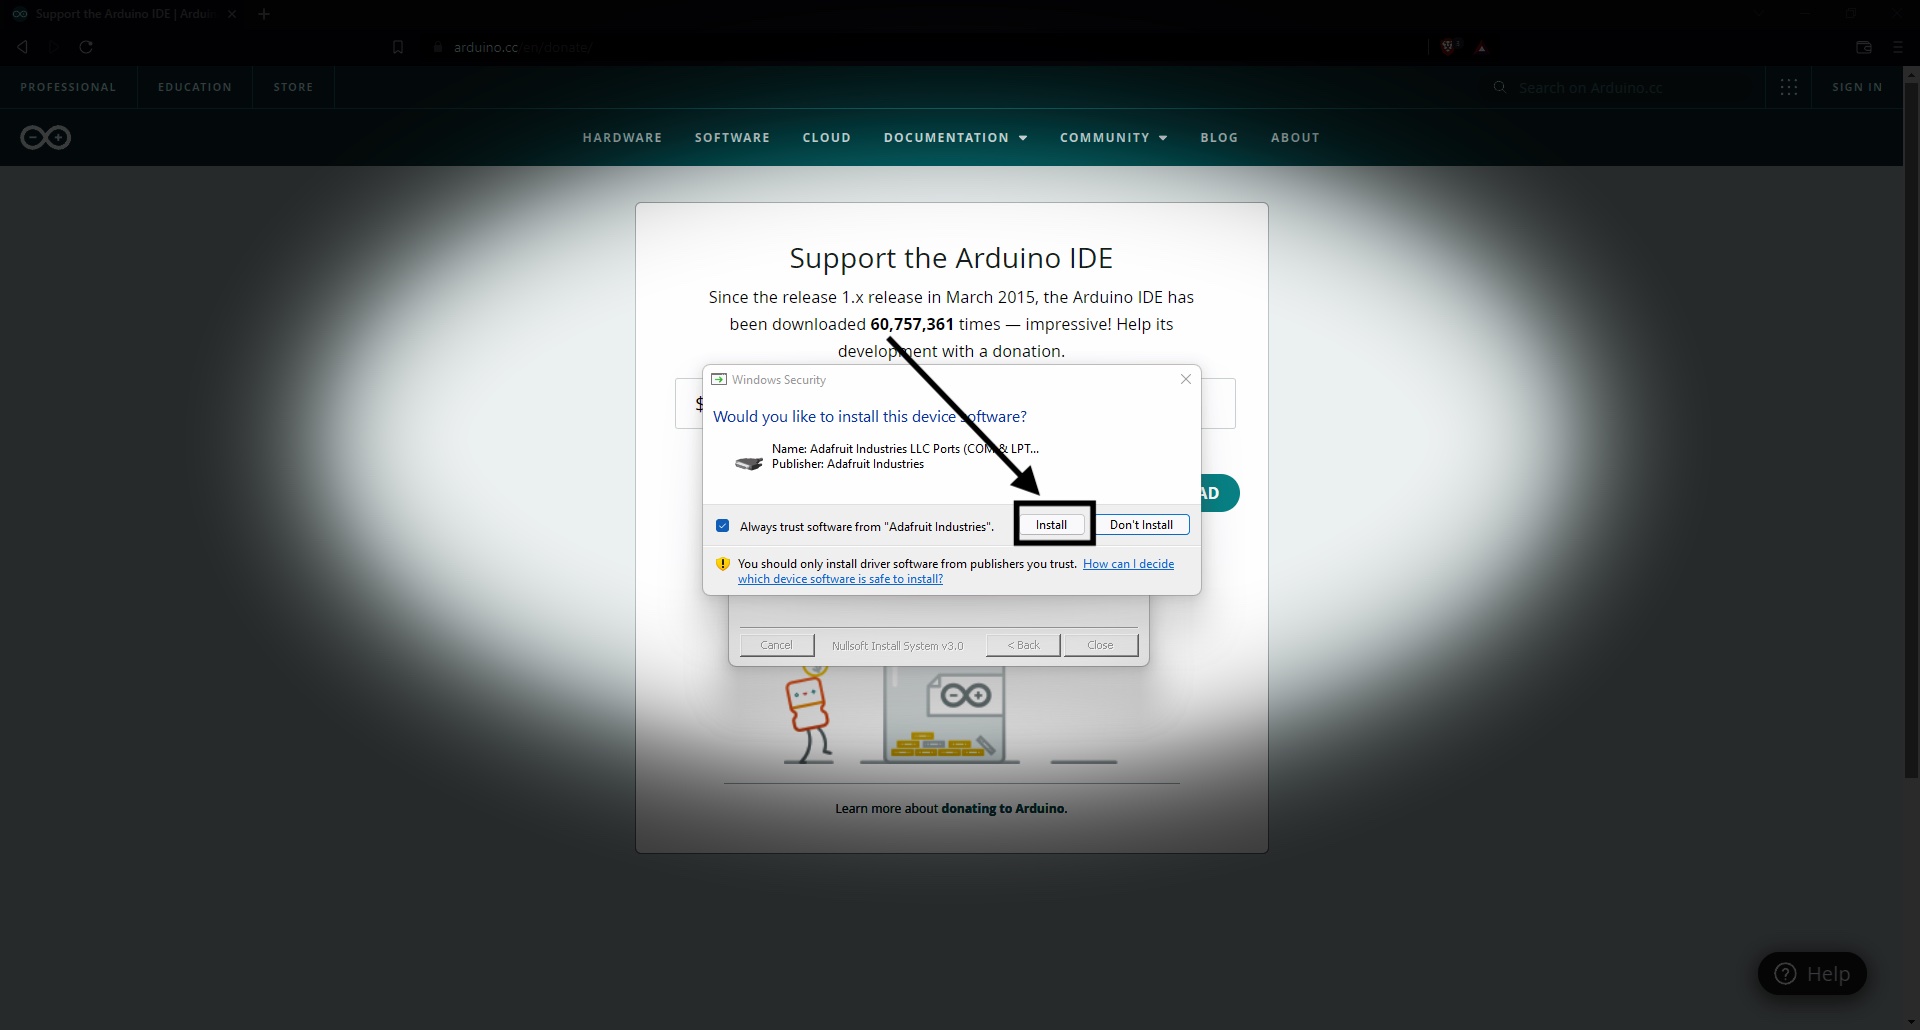 Support the Arduino IDE | Arduin
arduino.cc/en/donate/
PROFESSIONAL
EDUCATION
STORE
Search on Arduino.cc
SIGN IN
HARDWARE
SOFTWARE
CLOUD
DOCUMENTATION
COMMUNITY
BLOG
ABOUT
Support the Arduino IDE
Since the release 1.x release in March 2015, the Arduino IDE has
been downloaded 60,757,361 times — impressive! Help its
development with a donation.
$
Windows Security
Would you like to install this device software?
Name: Adafruit Industries LLC Ports (COM & LPT...
Publisher: Adafruit Industries
AD
Always trust software from "Adafruit Industries".
Install
Don't Install
You should only install driver software from publishers you trust. How can I decide
which device software is safe to install?
Cancel
Nullsoft Install System v3.0
< Back
Close
Learn more about donating to Arduino.
Help